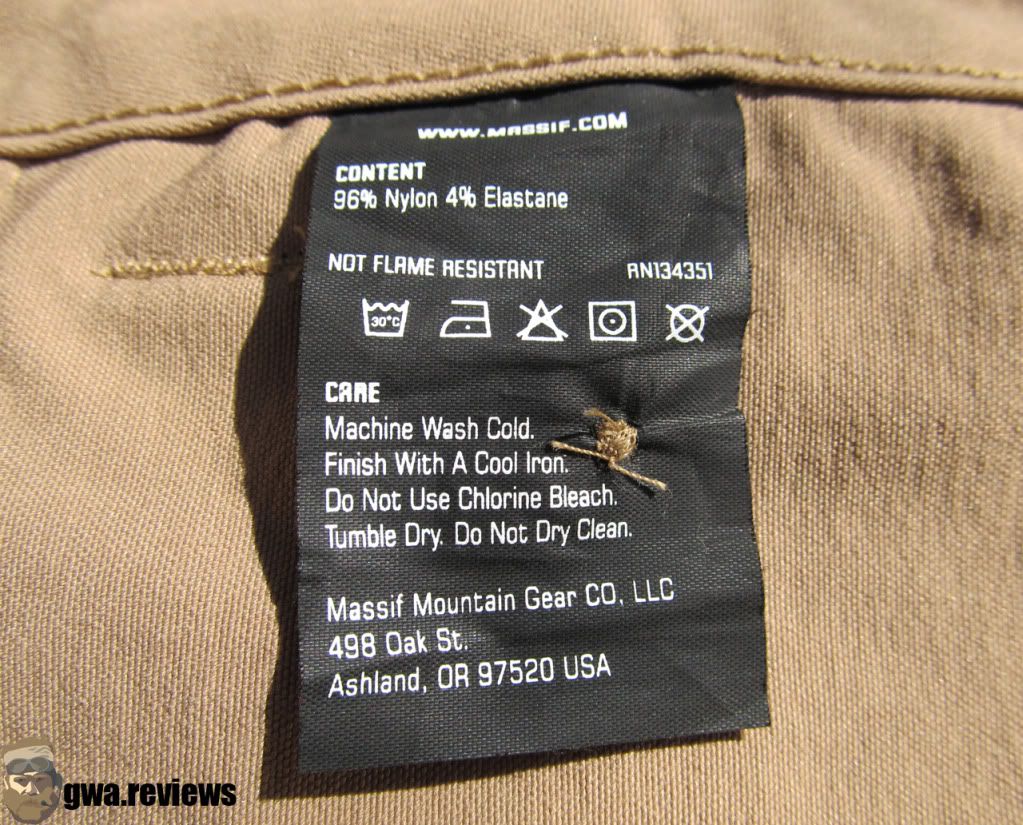 WWW.MASSIF.COM
CONTENT
96% Nylon 4% Elastane
NOT FLAME RESISTANT RN134351
30°C
CARE
Machine Wash Cold.
Finish With A Cool Iron.
Do Not Use Chlorine Bleach.
Tumble Dry. Do Not Dry Clean.
Massif Mountain Gear CO, LLC
498 Oak St.
Ashland, OR 97520 USA
gwa.reviews